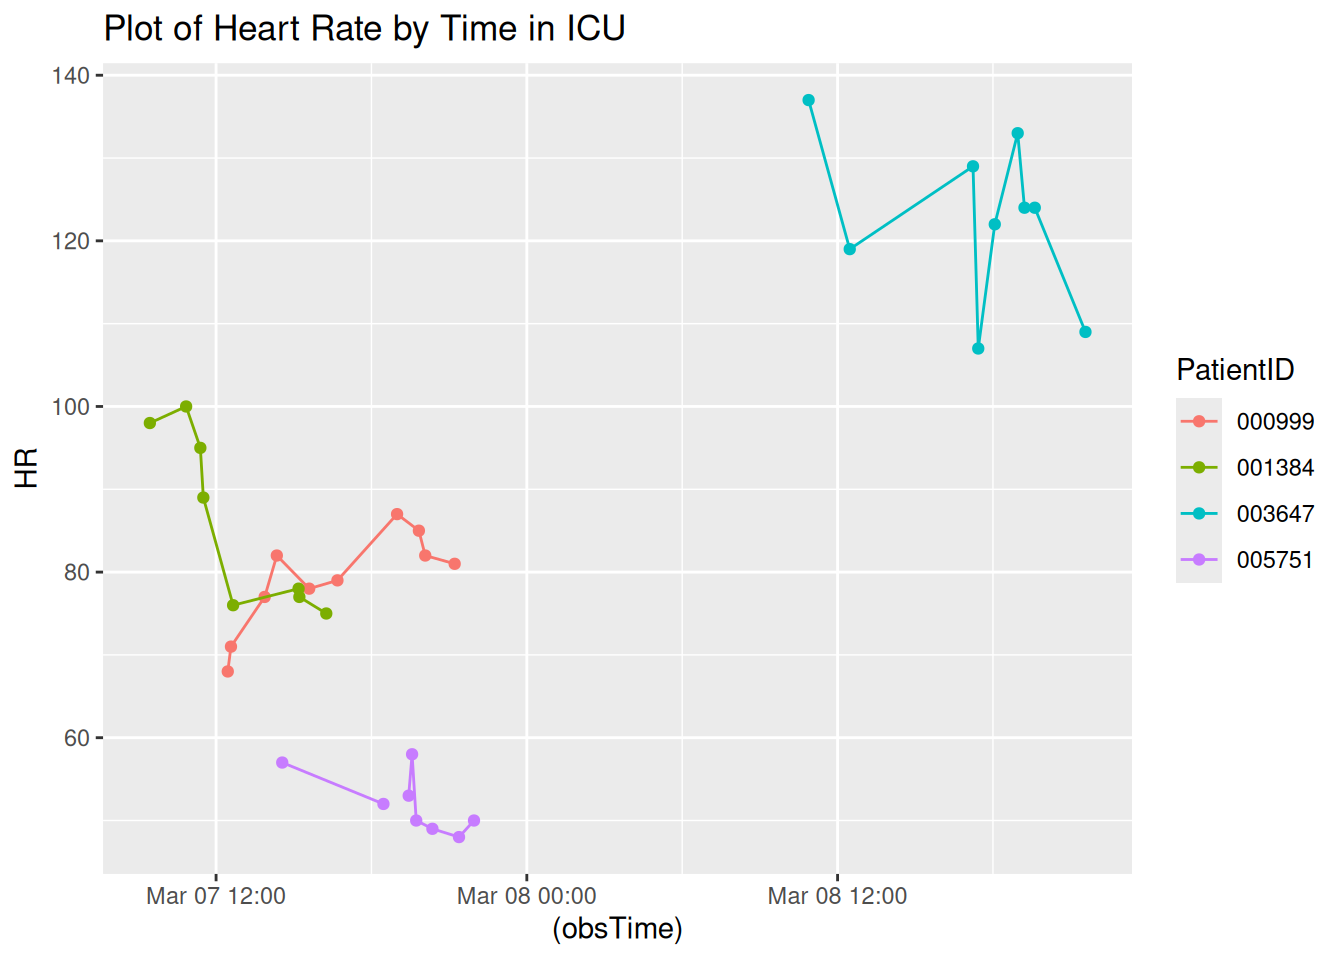 Plot of Heart Rate by Time in ICU
140
120
100
80
60
HR
Mar 07 12:00
Mar 08 00:00
Mar 08 12:00
(obsTime)
PatientID
000999
001384
003647
005751